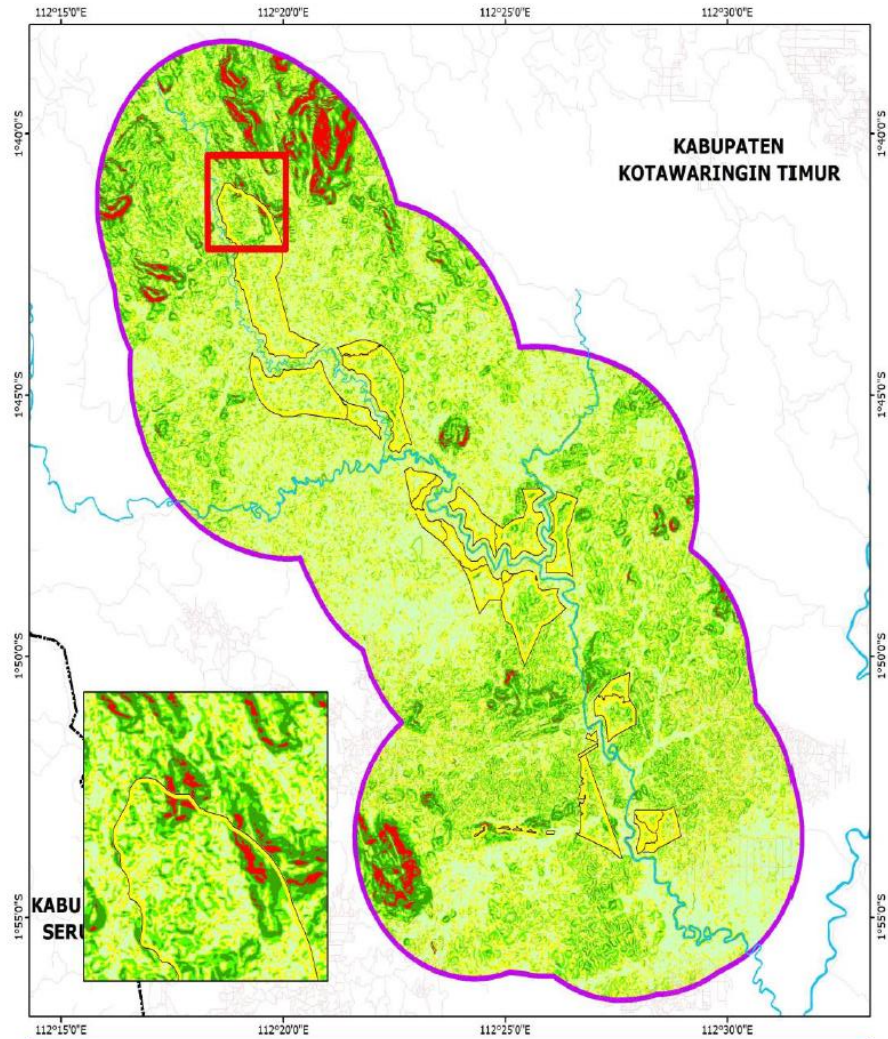 112°15'0"E 112°20'0"E 112°25'0"E 112°30'0"E
1°40'0"S 1°40'0"S
KABUPATEN
KOTAWARINGIN TIMUR
1°45'0"S 1°45'0"S
1°50'0"S 1°50'0"S
1°55'0"S 1°55'0"S
KABU
SERU
112°15'0"E 112°20'0"E 112°25'0"E 112°30'0"E